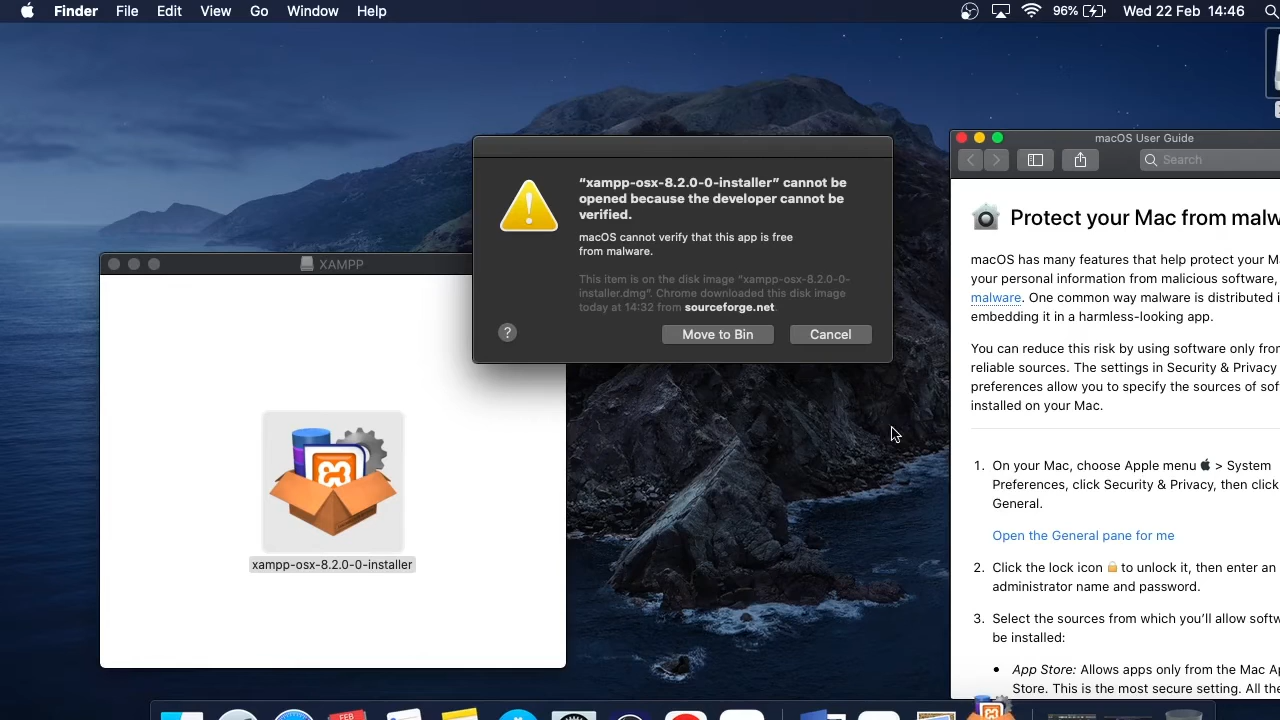 Finder File Edit View Go Window Help
96% Wed 22 Feb 14:46
XAMPP
xampp-osx-8.2.0-0-installer
“xampp-osx-8.2.0-0-installer” cannot be
opened because the developer cannot be
verified.
macOS cannot verify that this app is free
from malware.
This item is on the disk image “xampp-osx-8.2.0-0-
installer.dmg”. Chrome downloaded this disk image
today at 14:32 from sourceforge.net.
? Move to Bin Cancel
macOS User Guide
Search
Protect your Mac from malw
macOS has many features that help protect your M
your personal information from malicious software,
malware. One common way malware is distributed i
embedding it in a harmless-looking app.
You can reduce this risk by using software only from
reliable sources. The settings in Security & Privacy
preferences allow you to specify the sources of sof
installed on your Mac.
1. On your Mac, choose Apple menu > System
Preferences, click Security & Privacy, then click
General.
Open the General pane for me
2. Click the lock icon to unlock it, then enter an
administrator name and password.
3. Select the sources from which you’ll allow softw
be installed:
• App Store: Allows apps only from the Mac Ap
Store. This is the most secure setting. All the
FEB